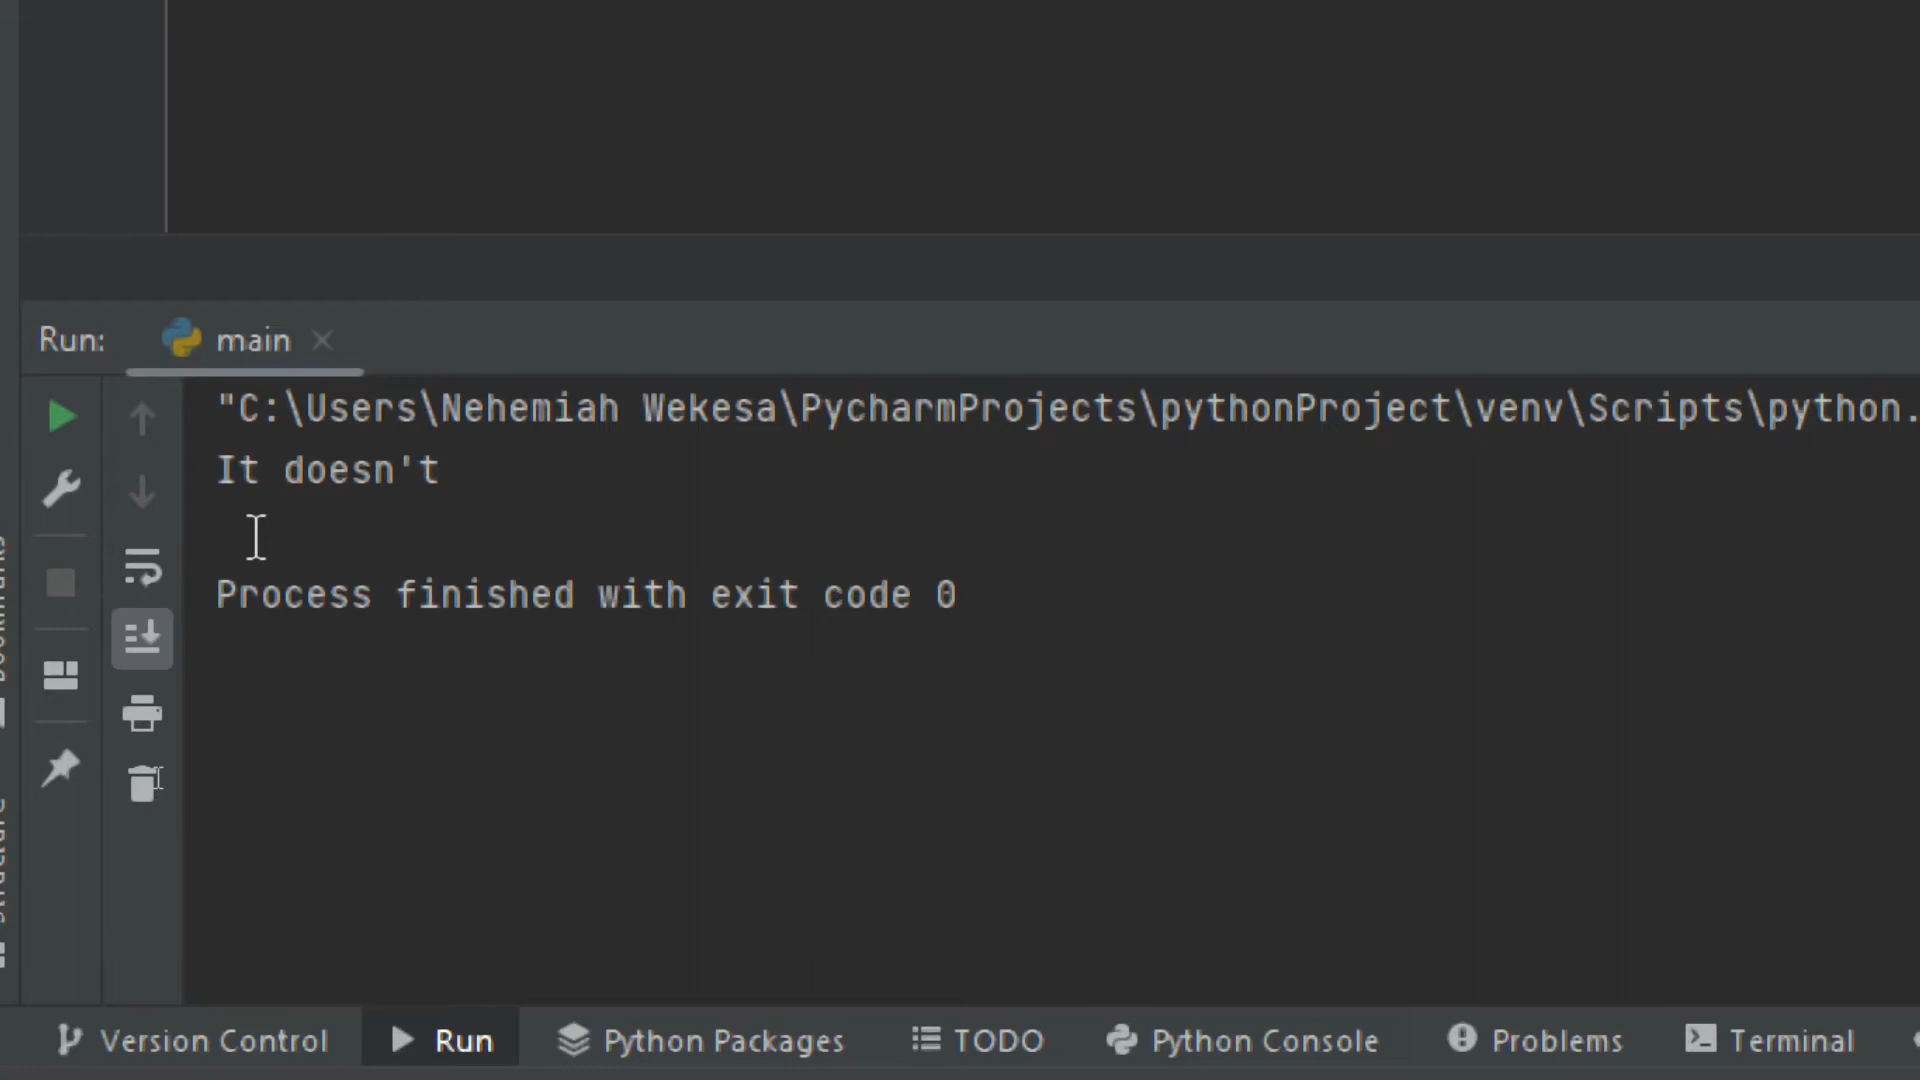 Run: main
"C:\Users\Nehemiah Wekesa\PycharmProjects\pythonProject\venv\Scripts\python.
It doesn't
Process finished with exit code 0
Structure
Version Control Run Python Packages TODO Python Console Problems Terminal